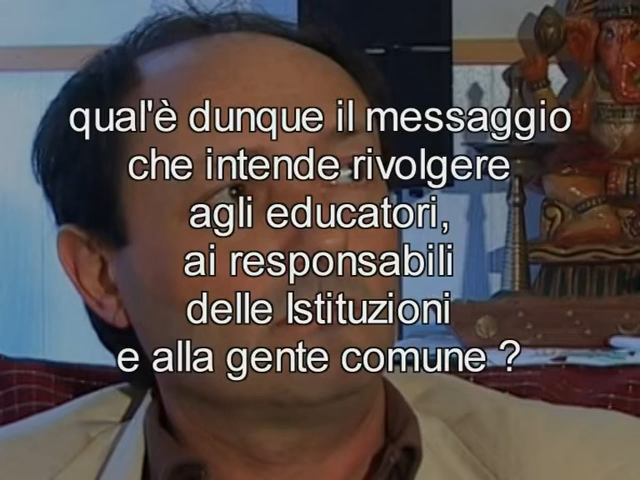 qual'è dunque il messaggio
che intende rivolgere
agli educatori,
ai responsabili
delle Istituzioni
e alla gente comune ?